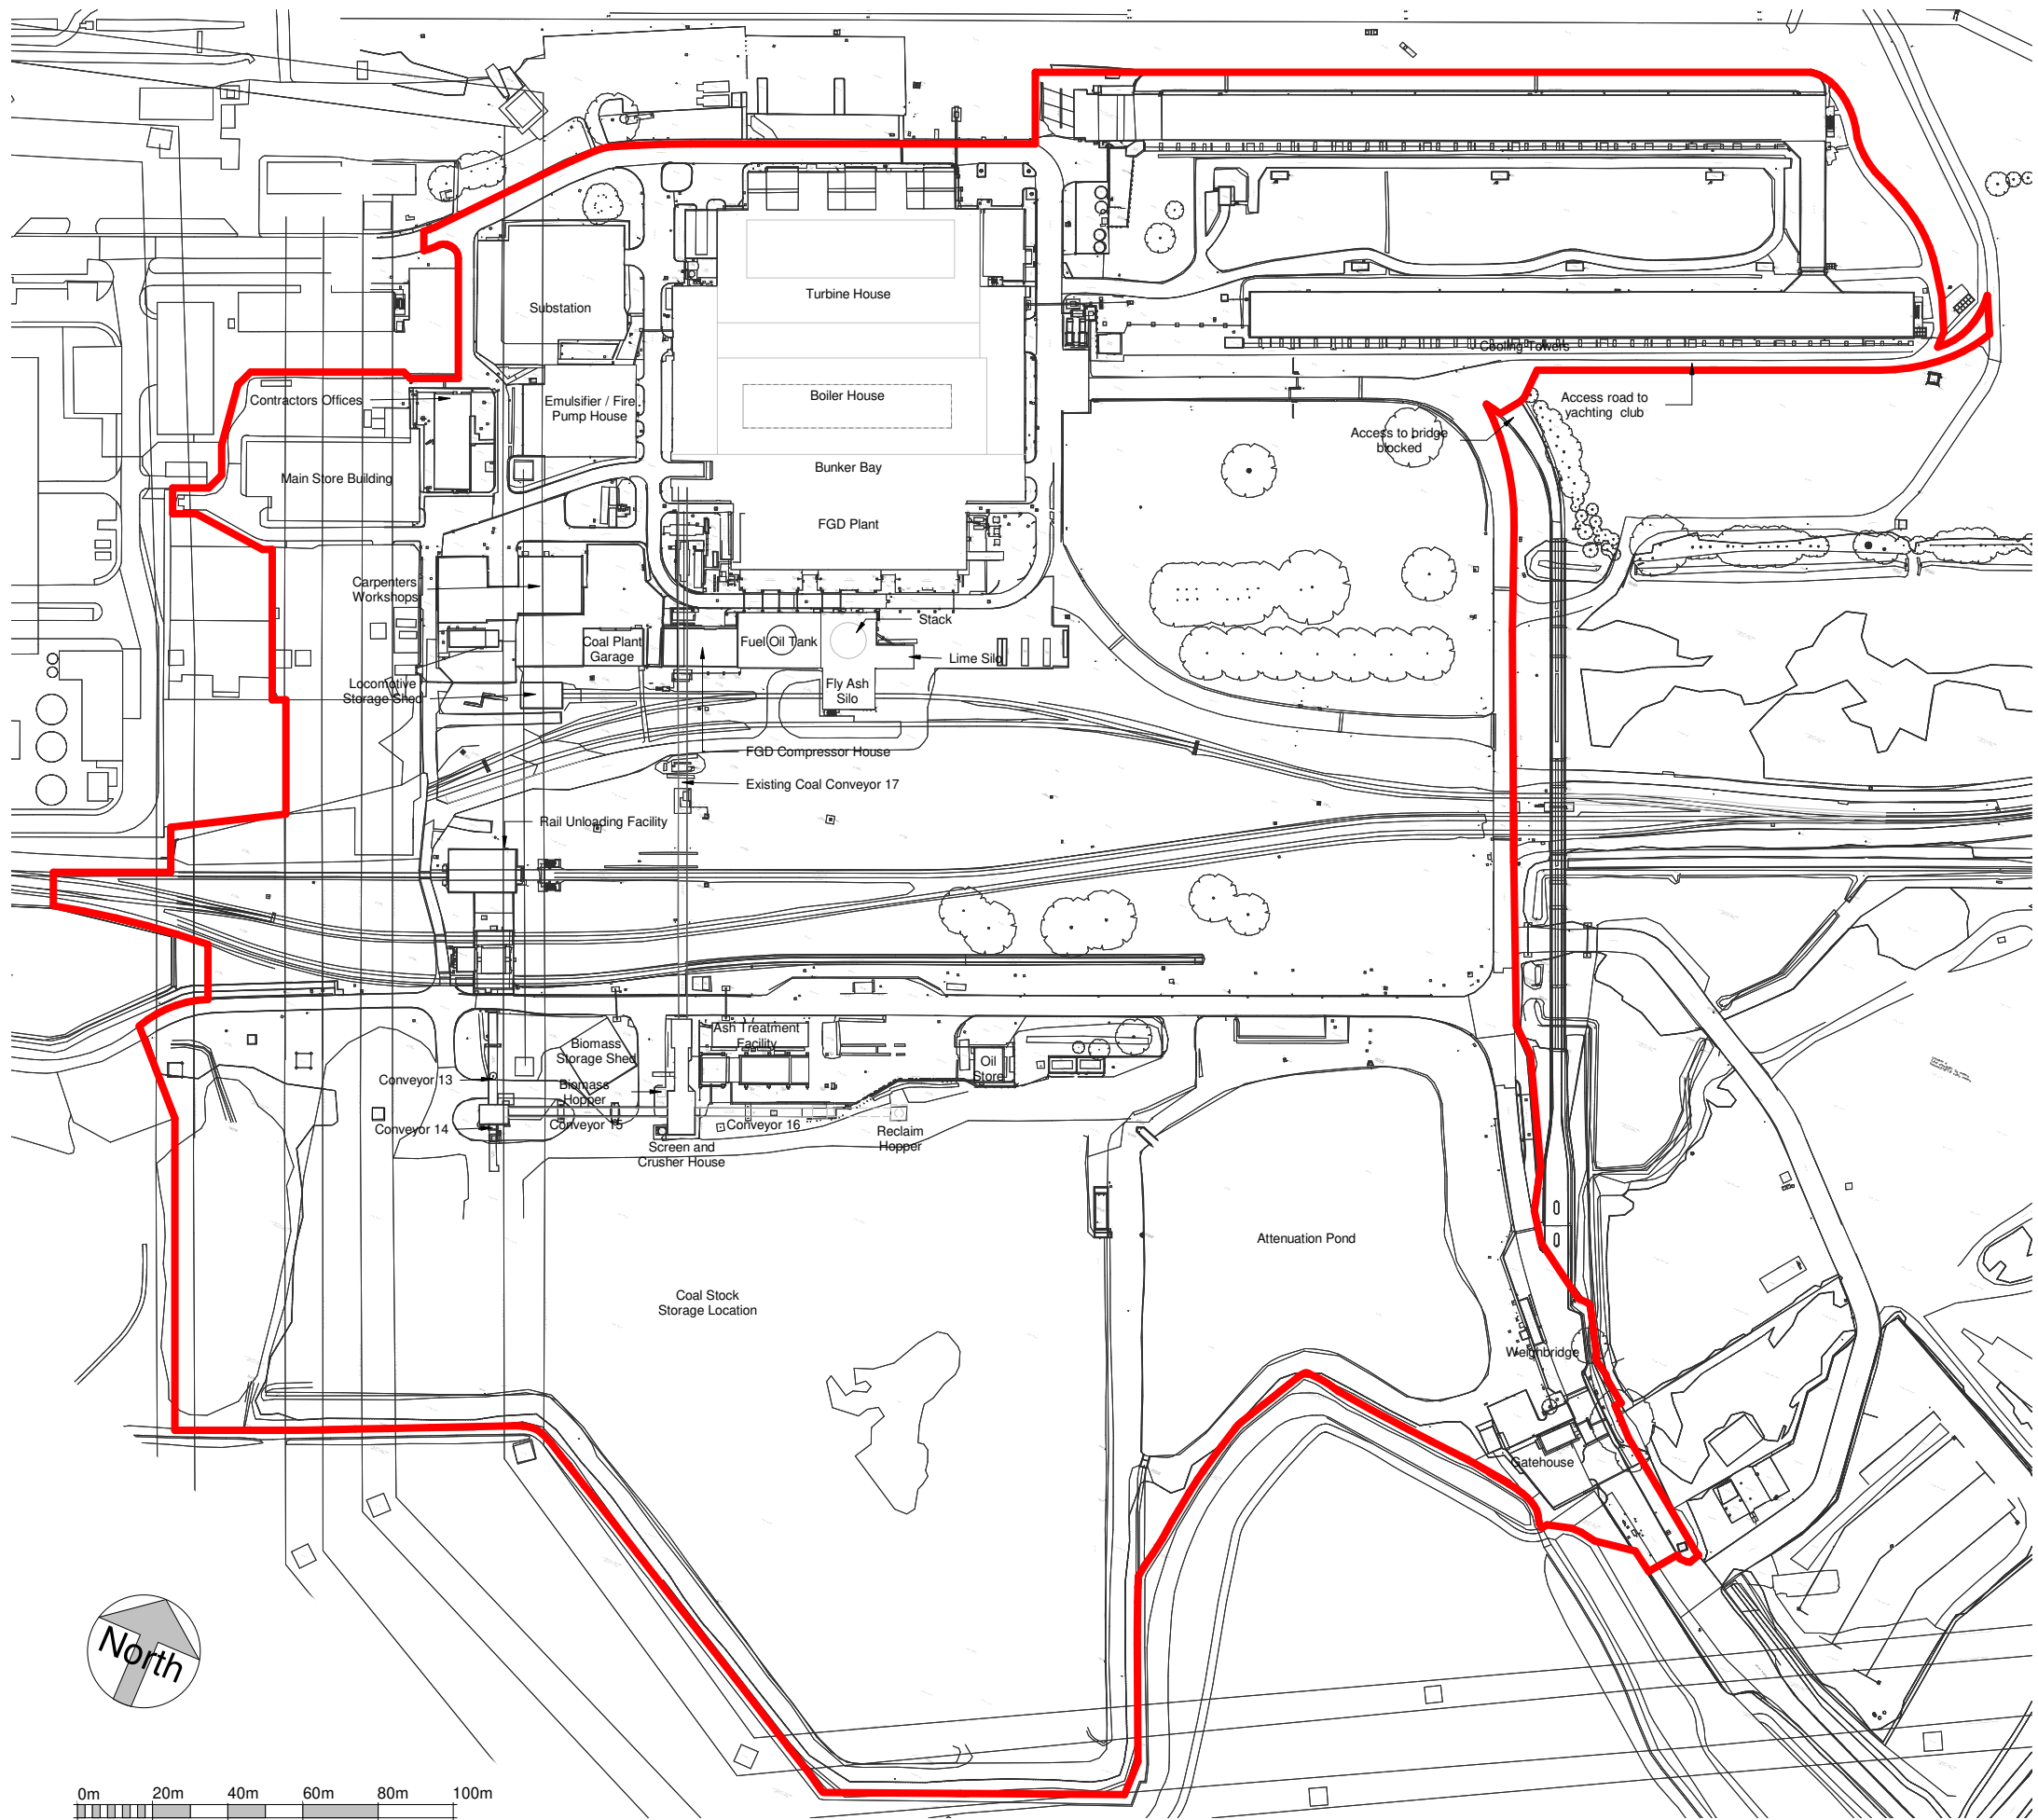 Turbine House
Substation
Cooling Towers
Contractors Offices
Emulsifier / Fire
Pump House
Boiler House
Access road to
yachting club
Access to bridge
blocked
Bunker Bay
Main Store Building
FGD Plant
Carpenters
Workshops
Stack
Coal Plant
Garage
Fuel Oil Tank
Lime Silo
Locomotive
Storage Shed
Fly Ash
Silo
FGD Compressor House
Existing Coal Conveyor 17
Rail Unloading Facility
Ash Treatment
Facility
Biomass
Storage Shed
Oil
Store
Conveyor 13
Biomass
Hopper
Conveyor 14
Conveyor 15
Conveyor 16
Reclaim
Hopper
Screen and
Crusher House
Attenuation Pond
Coal Stock
Storage Location
Weighbridge
Gatehouse
North
0m 20m 40m 60m 80m 100m